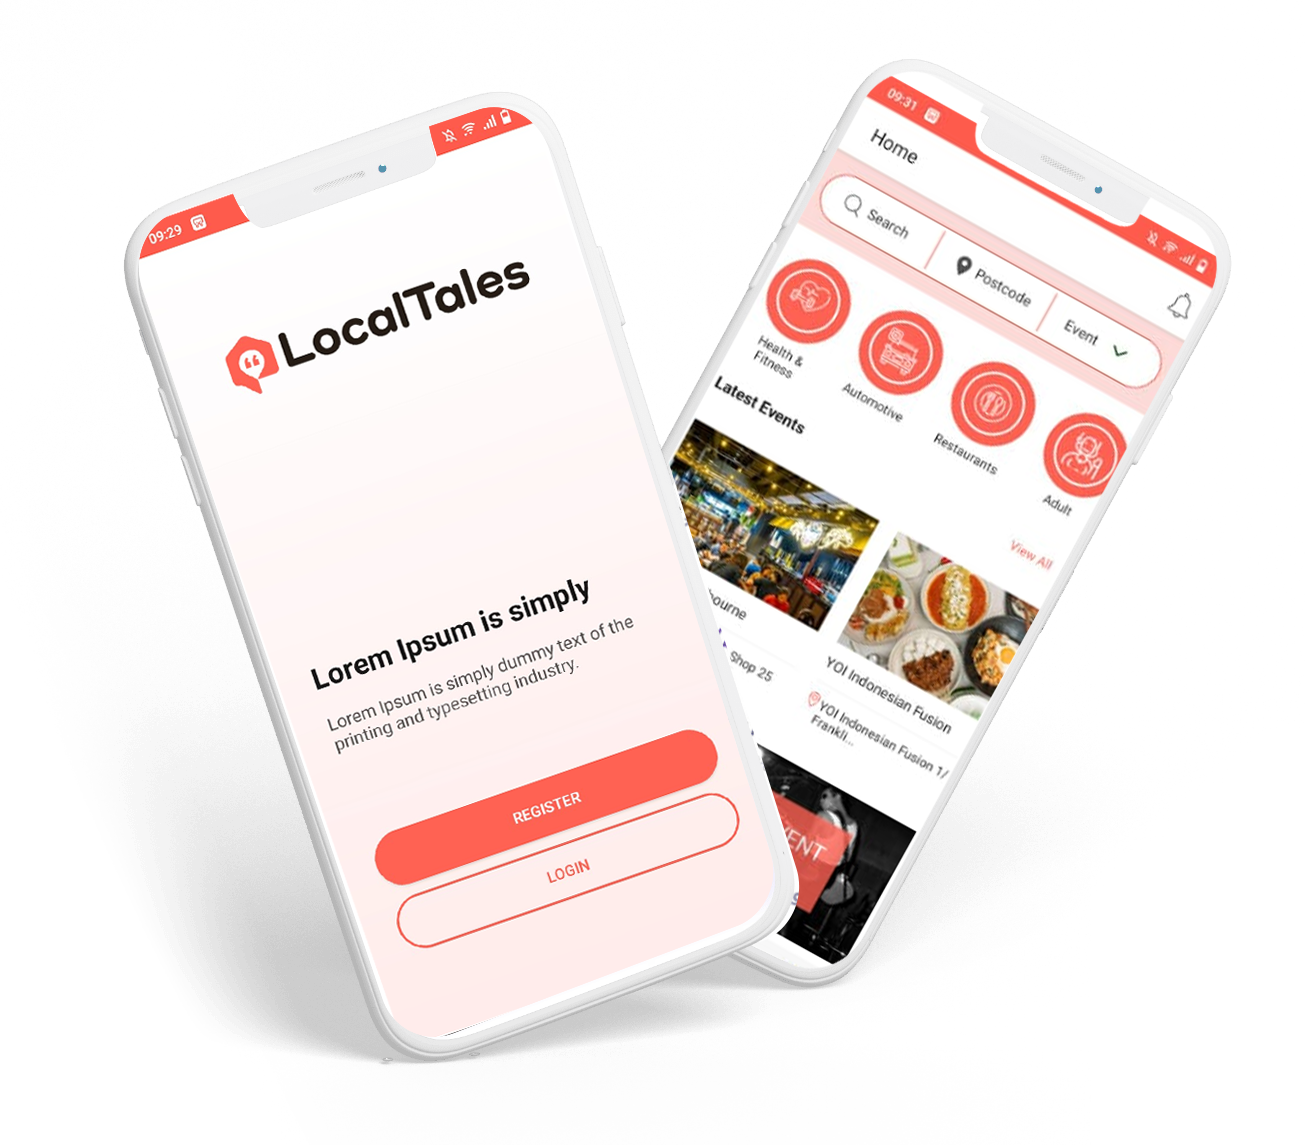 09:29
LocalTales
Lorem Ipsum is simply
Lorem Ipsum is simply dummy text of the
printing and typesetting industry.
REGISTER
LOGIN
09:31
Home
Search
Postcode
Event
Health &
Fitness
Automotive
Restaurants
Adult
Latest Events
View All
bourne
Shop 25
YOI Indonesian Fusion
YOI Indonesian Fusion 1/
Frankli...
ENT